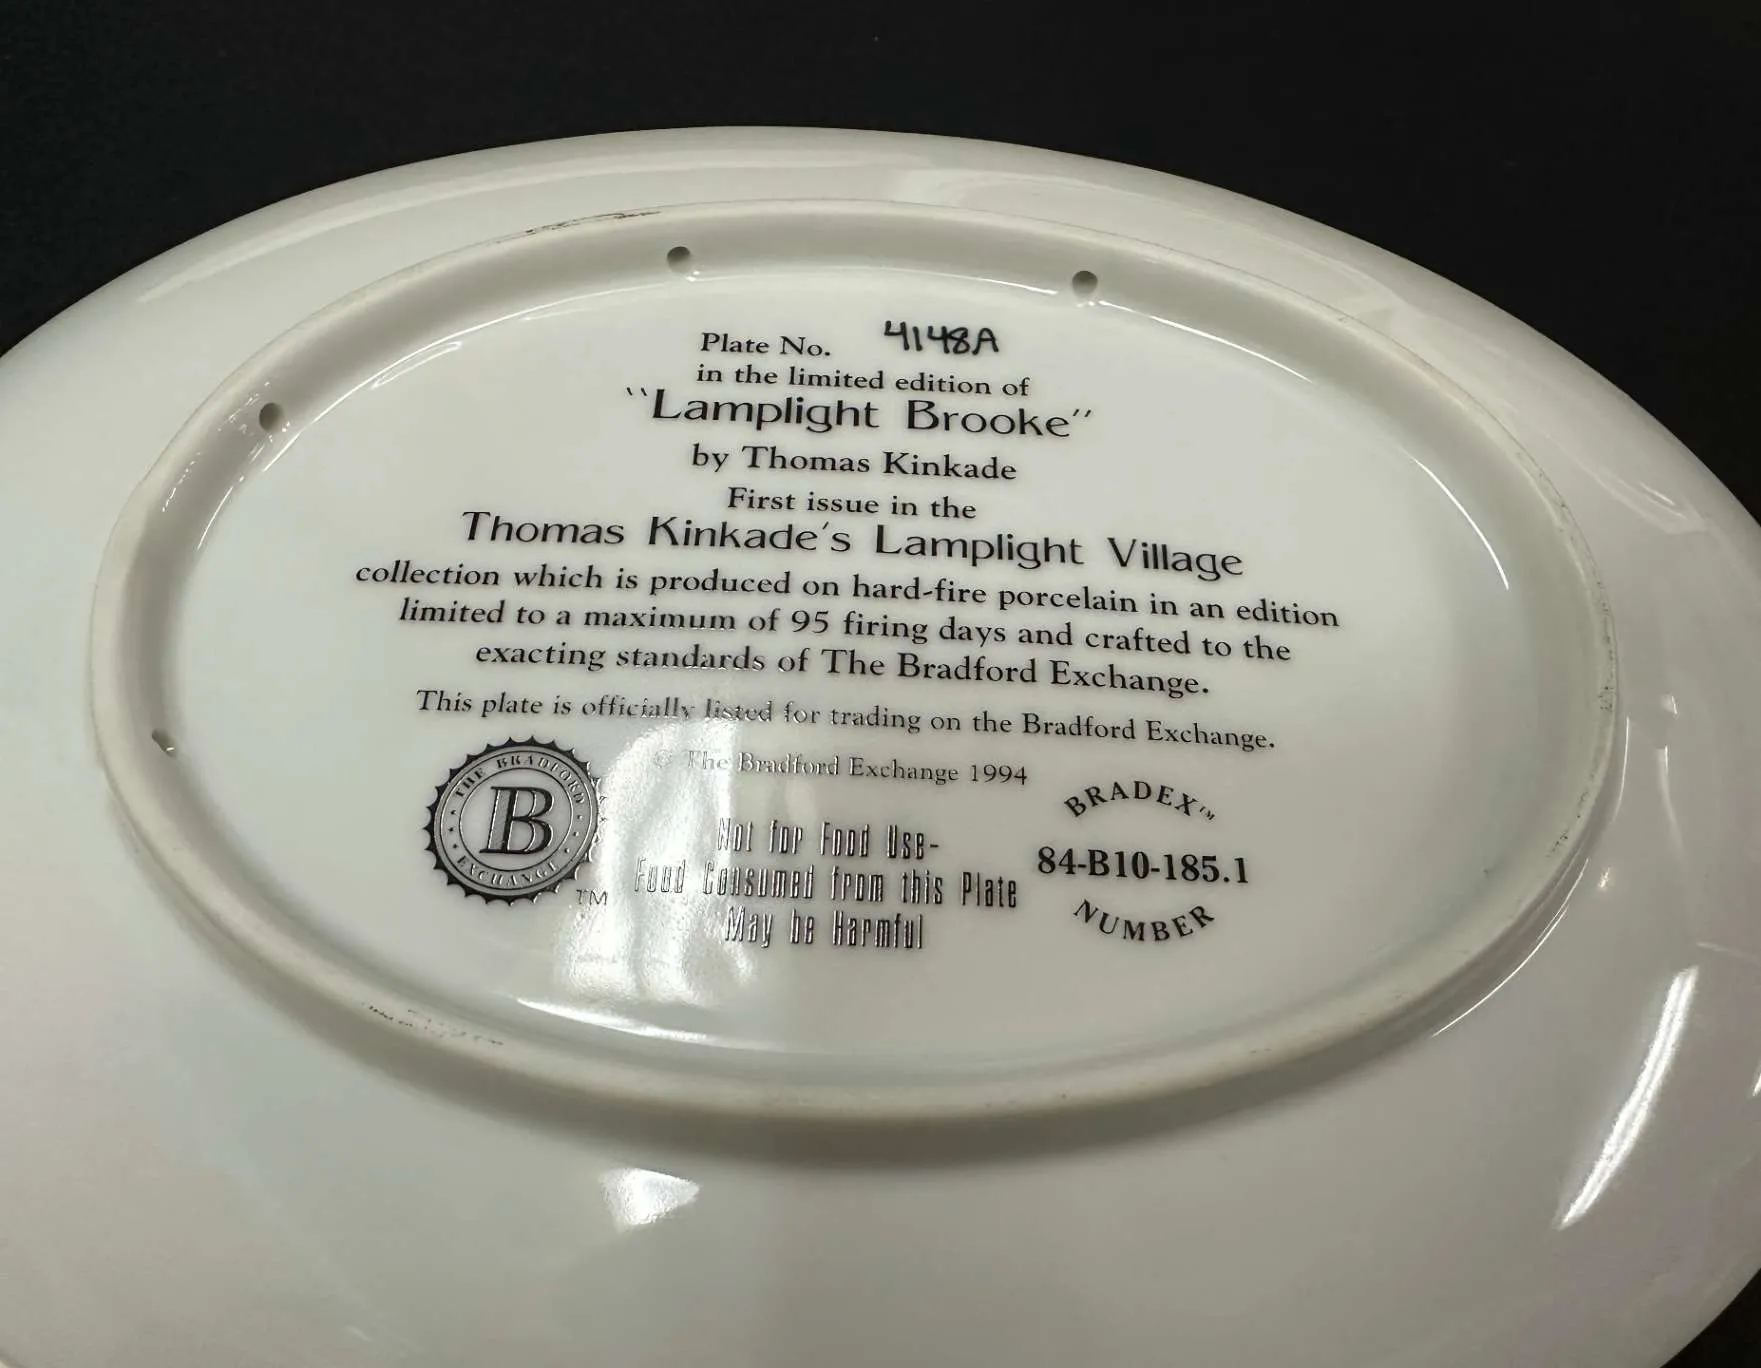 Plate No. 4148A
in the limited edition of
"Lamplight Brooke"
by Thomas Kinkade
First issue in the
Thomas Kinkade's Lamplight Village
collection which is produced on hard-fire porcelain in an edition
limited to a maximum of 95 firing days and crafted to the
exacting standards of The Bradford Exchange.
This plate is officially listed for trading on the Bradford Exchange.
© The Bradford Exchange 1994
THE BRADFORD
B
EXCHANGE
TM
Not for Food Use-
Food Consumed from this Plate
May be Harmful
BRADEX™
84-B10-185.1
NUMBER